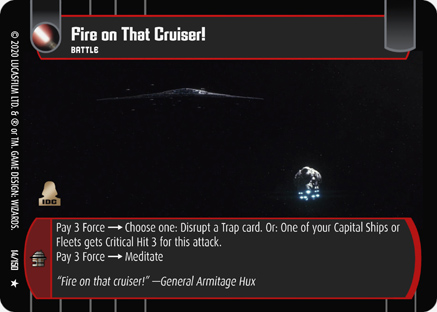 Fire on That Cruiser!
BATTLE
© 2020 LUCASFILM LTD. & ® or TM. GAME DESIGN: WIZARDS. 14/150 ★
IDC
Pay 3 Force → Choose one: Disrupt a Trap card. Or: One of your Capital Ships or
Fleets gets Critical Hit 3 for this attack.
Pay 3 Force → Meditate
"Fire on that cruiser!" —General Armitage Hux